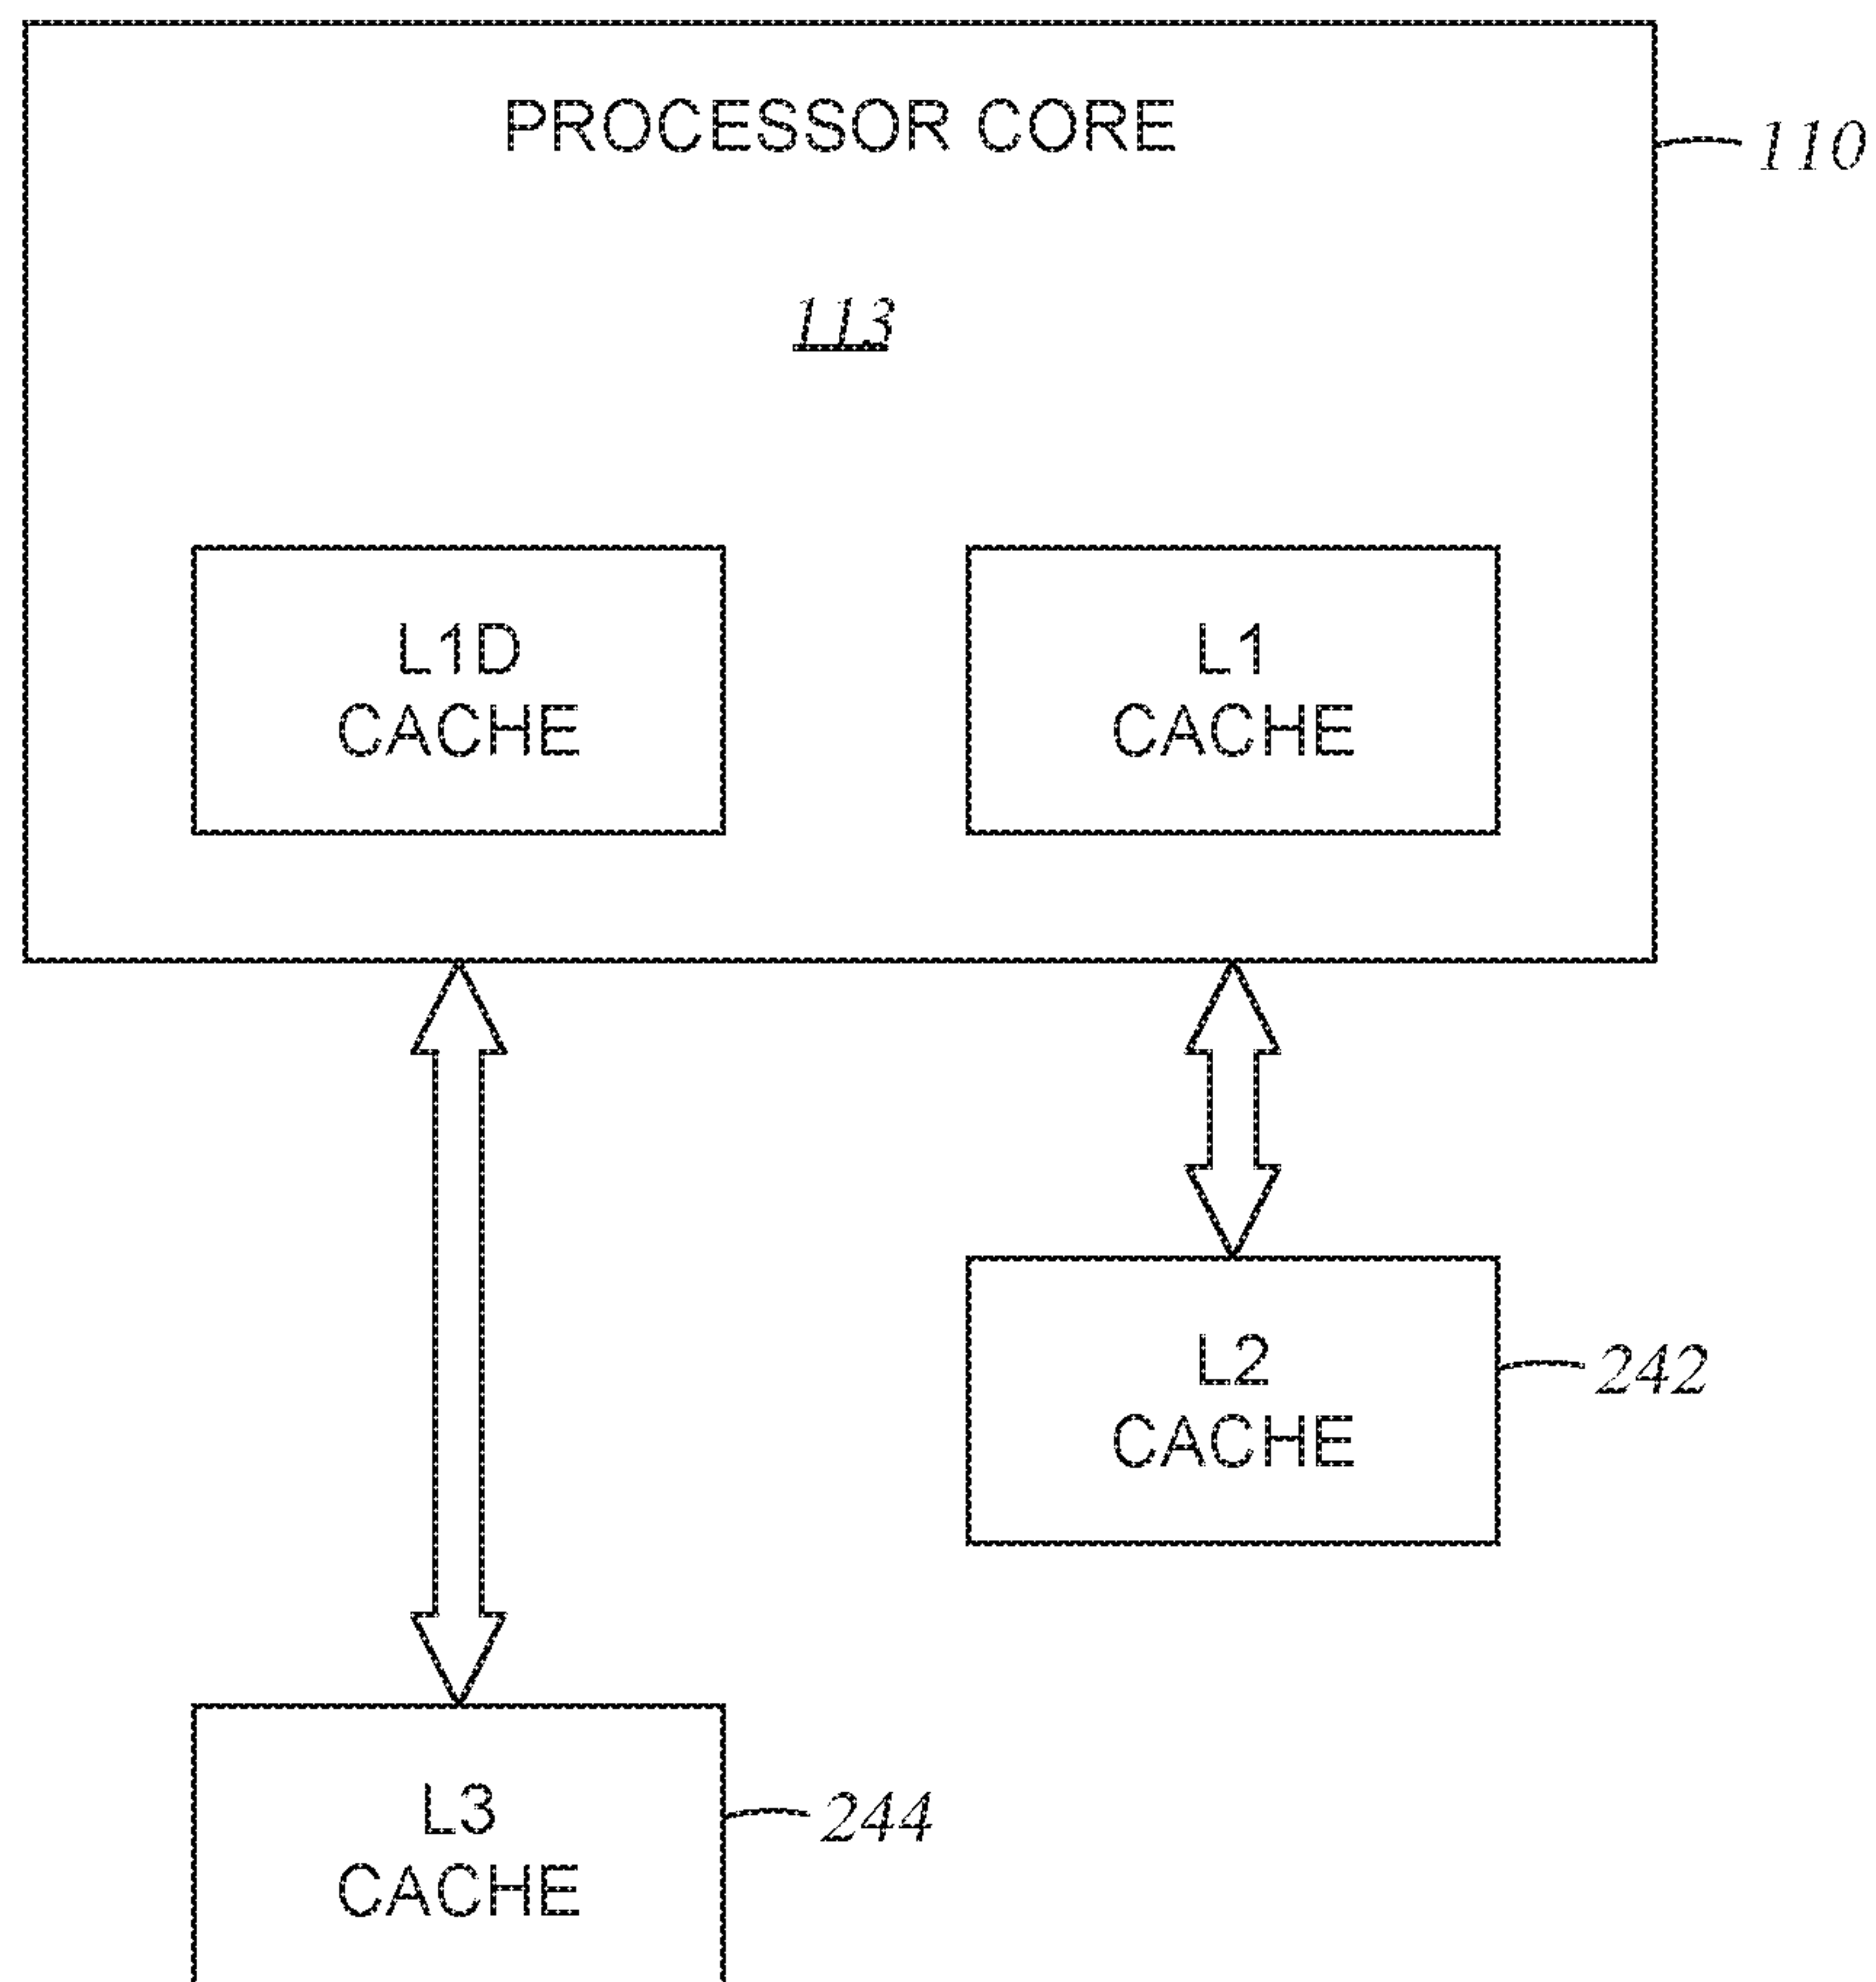 PROCESSOR CORE
110
113
L1D
CACHE
L1
CACHE
L2
CACHE
242
L3
CACHE
244